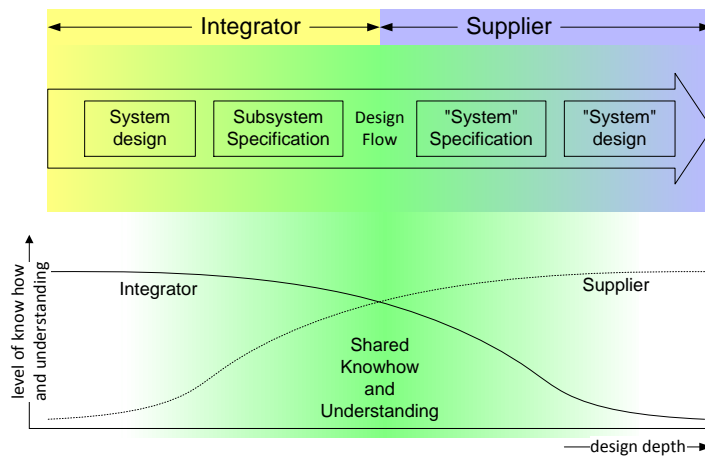 Integrator
Supplier
System
design
Subsystem
Specification
Design
Flow
"System"
Specification
"System"
design
level of know how
and understanding
Integrator
Supplier
Shared
Knowhow
and
Understanding
design depth